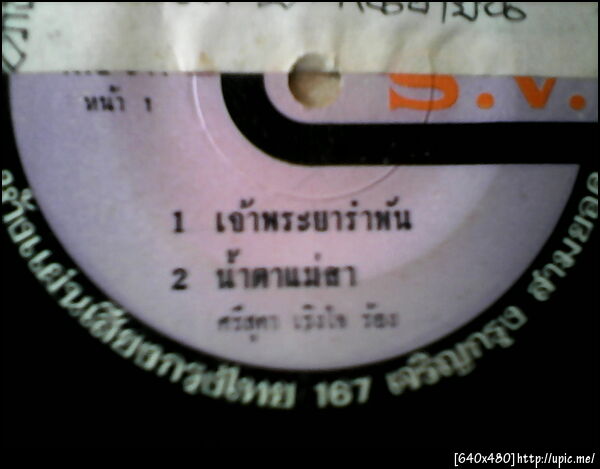 หน้า 1
S.V.
1 เจ้าพระยารำพัน
2 น้ำตาแม่สา
ศรีสุดา เริงใจ ร้อง
ห้างแผ่นเสียงกรุงไทย 167 เจริญกรุง สามยอด
[640x480]http://upic.me/